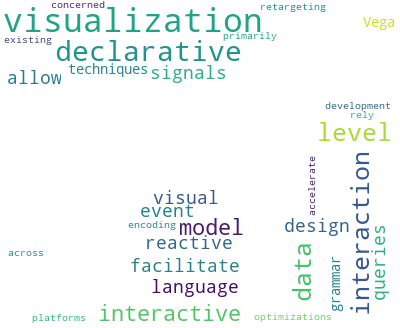 concerned
retargeting
visualization
Vega
existing
primarily
declarative
techniques
signals
allow
development
rely
level
accelerate
interaction
visual
event
encoding
model
design
queries
reactive
data
across
facilitate
grammar
language
platforms
interactive
optimizations